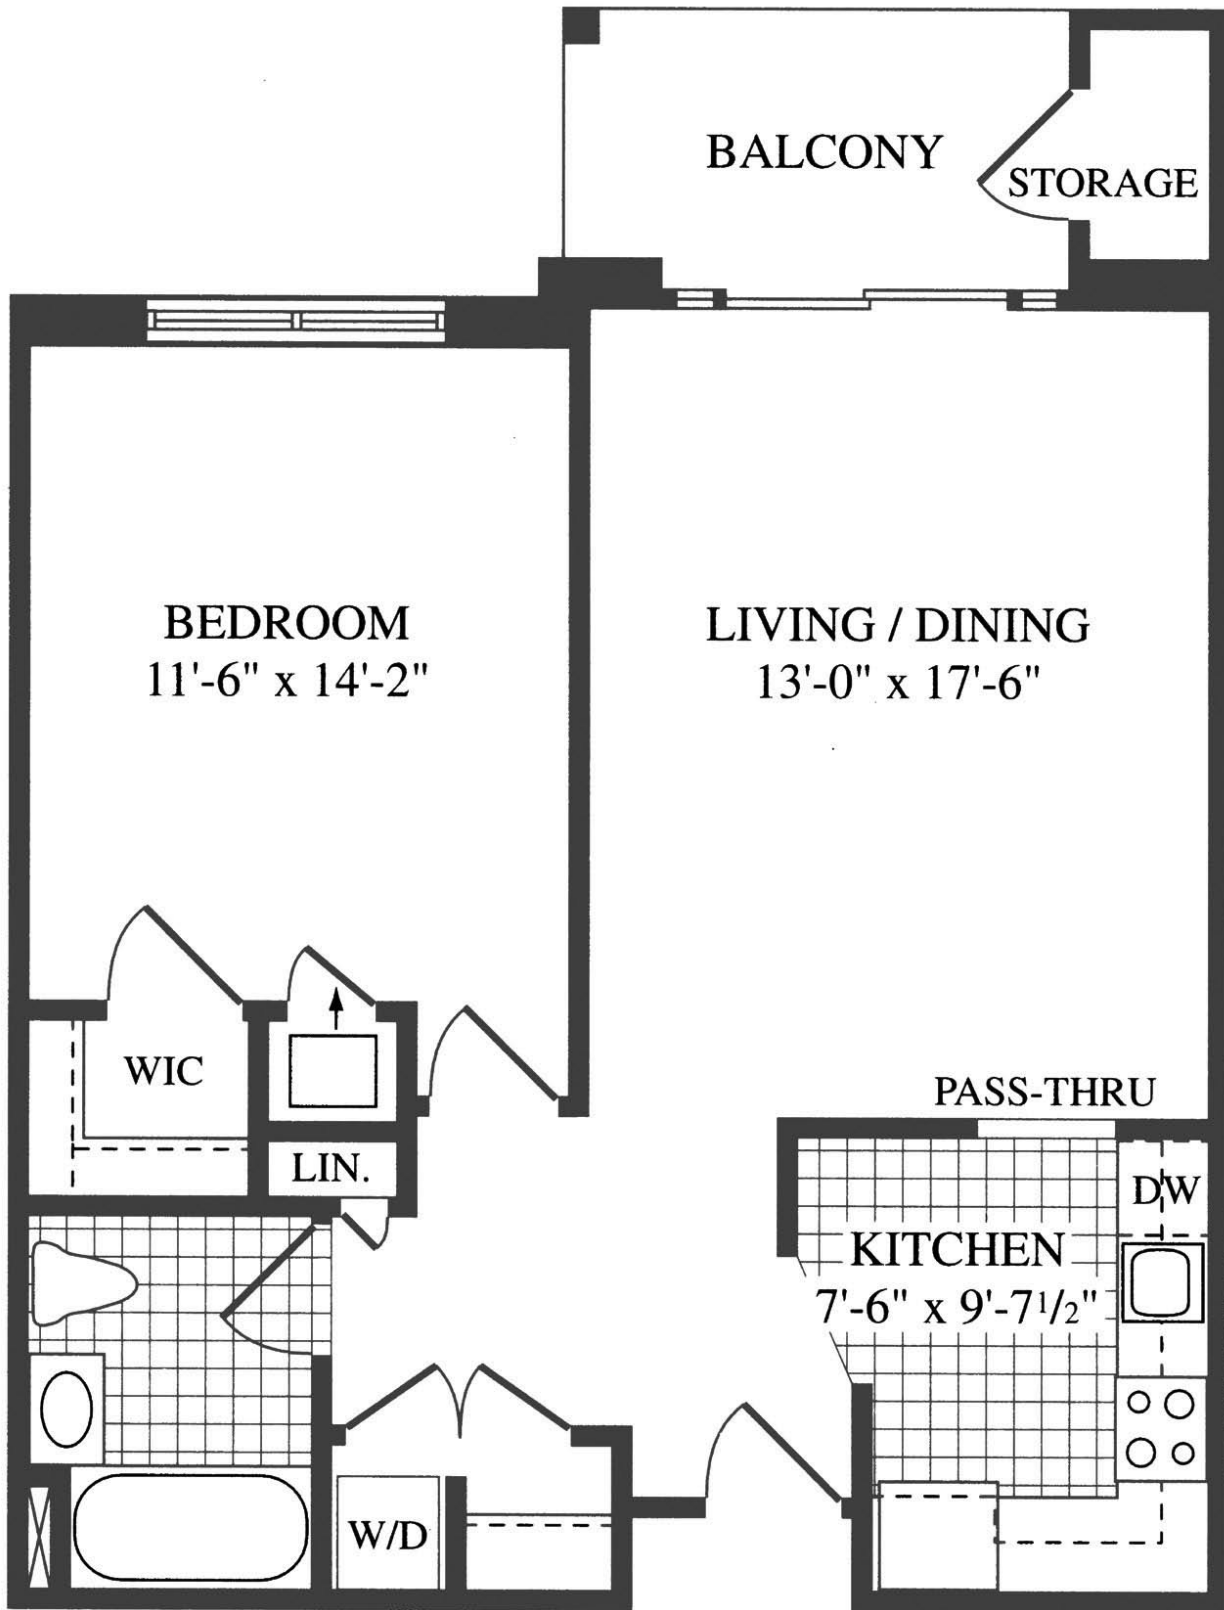 BALCONY
STORAGE
BEDROOM
11'-6" x 14'-2"
LIVING / DINING
13'-0" x 17'-6"
WIC
PASS-THRU
LIN.
DW
KITCHEN
7'-6" x 9'-7 1/2"
W/D